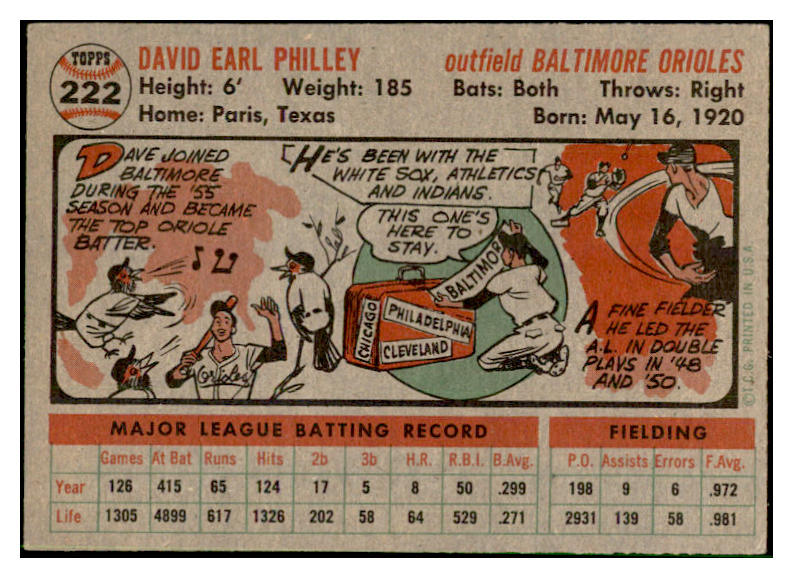 TOPPS
222
DAVID EARL PHILLEY
outfield BALTIMORE ORIOLES
Height: 6' Weight: 185
Bats: Both Throws: Right
Home: Paris, Texas
Born: May 16, 1920
DAVE JOINED
BALTIMORE
DURING THE '55
SEASON AND BECAME
THE TOP ORIOLE
BATTER.
Orioles
HE'S BEEN WITH THE
WHITE SOX, ATHLETICS
AND INDIANS.
THIS ONE'S
HERE TO
STAY.
BALTIMORE
CHICAGO
PHILADELPHIA
CLEVELAND
A FINE FIELDER
HE LED THE
A.L. IN DOUBLE
PLAYS IN '48
AND '50.
©T.C.G. PRINTED IN U.S.A.
MAJOR LEAGUE BATTING RECORD
FIELDING
Games At Bat Runs Hits 2b 3b H.R. R.B.I. B.Avg. P.O. Assists Errors F.Avg.
Year 126 415 65 124 17 5 8 50 .299 198 9 6 .972
Life 1305 4899 617 1326 202 58 64 529 .271 2931 139 58 .981